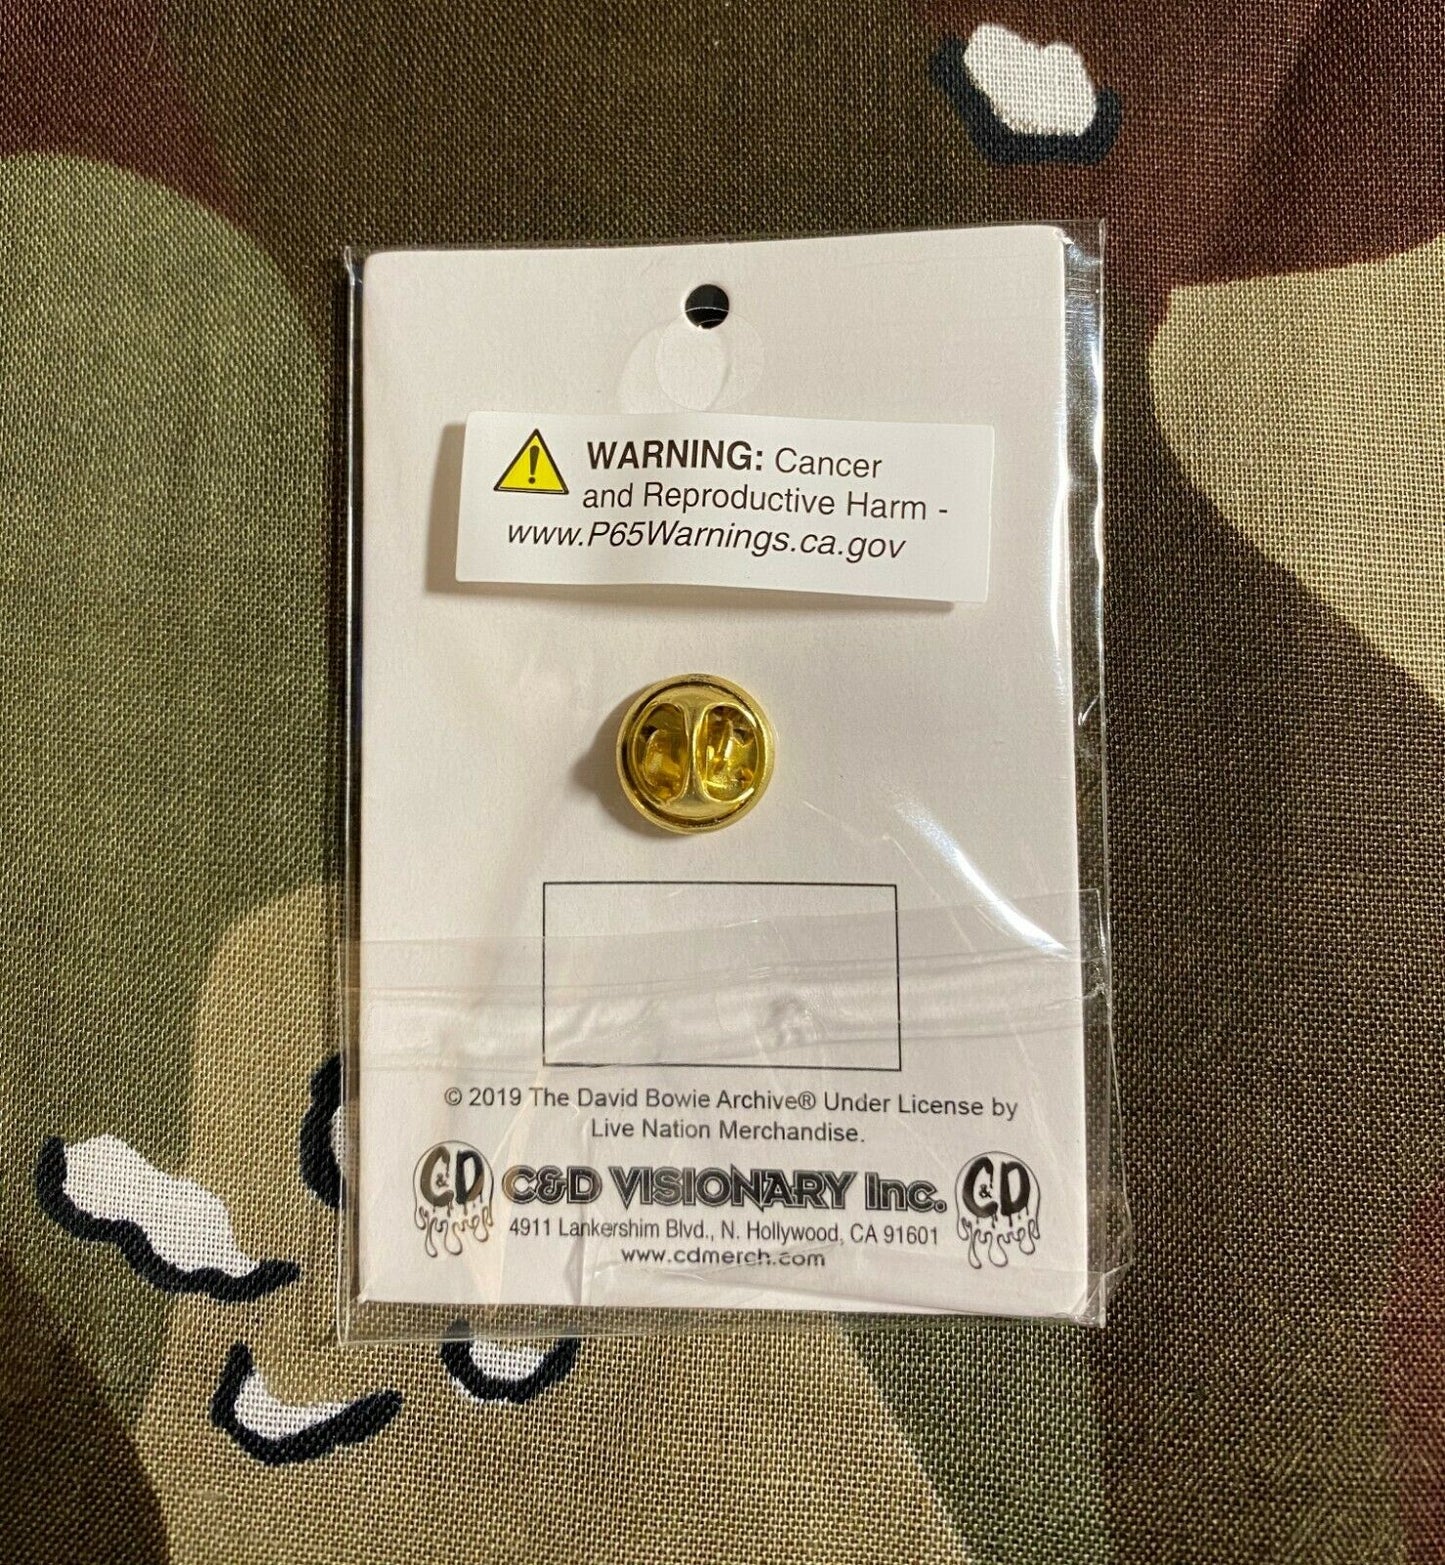 WARNING: Cancer
and Reproductive Harm -
www.P65Warnings.ca.gov
© 2019 The David Bowie Archive® Under License by
Live Nation Merchandise.
C&D C&D VISIONARY Inc. C&D
4911 Lankershim Blvd., N. Hollywood, CA 91601
www.cdmerch.com